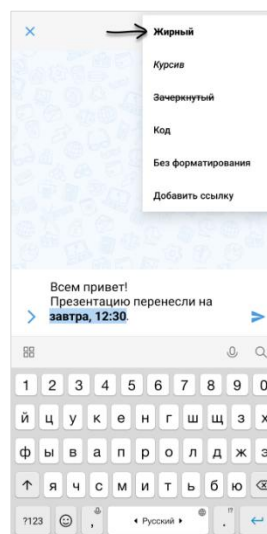 Жирный
Курсив
Зачеркнутый
Код
Без форматирования
Добавить ссылку
Всем привет!
Презентацию перенесли на
завтра, 12:30.
1 2 3 4 5 6 7 8 9 0
й ц у к е н г ш щ з х
ф ы в а п р о л д ж э
я ч с м и т ь б ю
?123 , Русский . !?